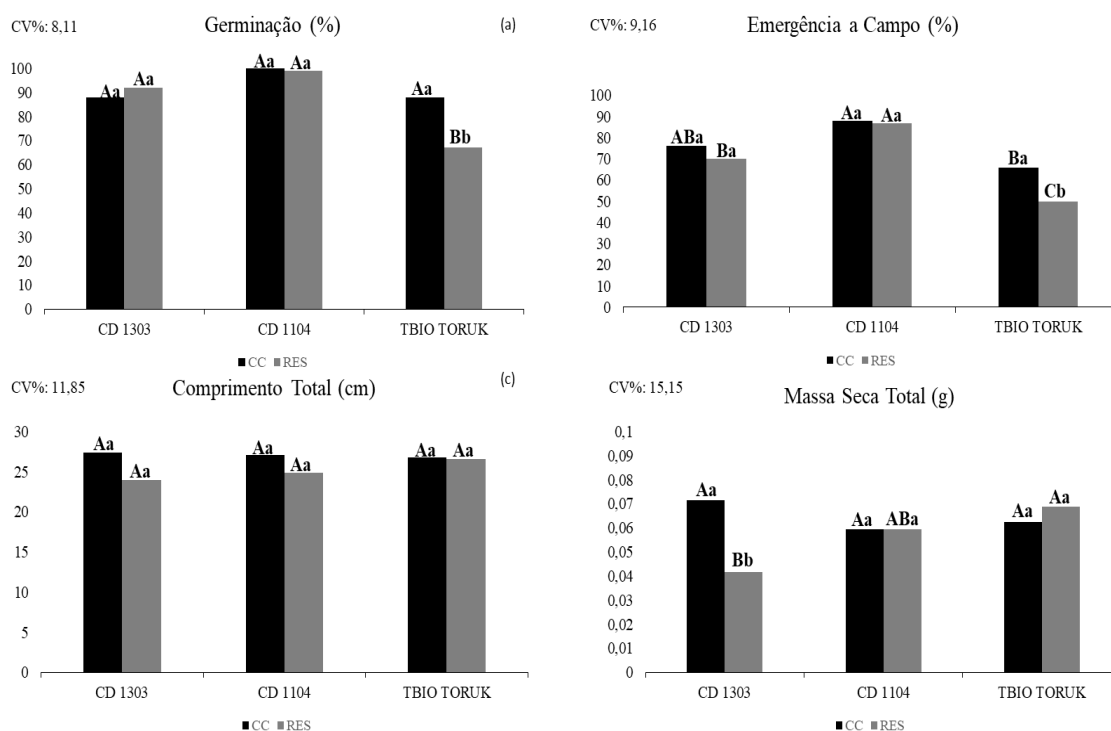 CV%: 8,11
Germinação (%)
(a)
100
90
80
70
60
50
40
30
20
10
0
Aa
Aa
Aa
Aa
Aa
Bb
CD 1303
CD 1104
TBIO TORUK
CC RES
CV%: 9,16
Emergência a Campo (%)
100
90
80
70
60
50
40
30
20
10
0
ABa
Ba
Aa
Aa
Ba
Cb
CD 1303
CD 1104
TBIO TORUK
CC RES
CV%: 11,85
Comprimento Total (cm)
(c)
30
25
20
15
10
5
0
Aa
Aa
Aa
Aa
Aa
Aa
CD 1303
CD 1104
TBIO TORUK
CC RES
CV%: 15,15
Massa Seca Total (g)
0,1
0,09
0,08
0,07
0,06
0,05
0,04
0,03
0,02
0,01
0
Aa
Bb
Aa
ABa
Aa
Aa
CD 1303
CD 1104
TBIO TORUK
CC RES